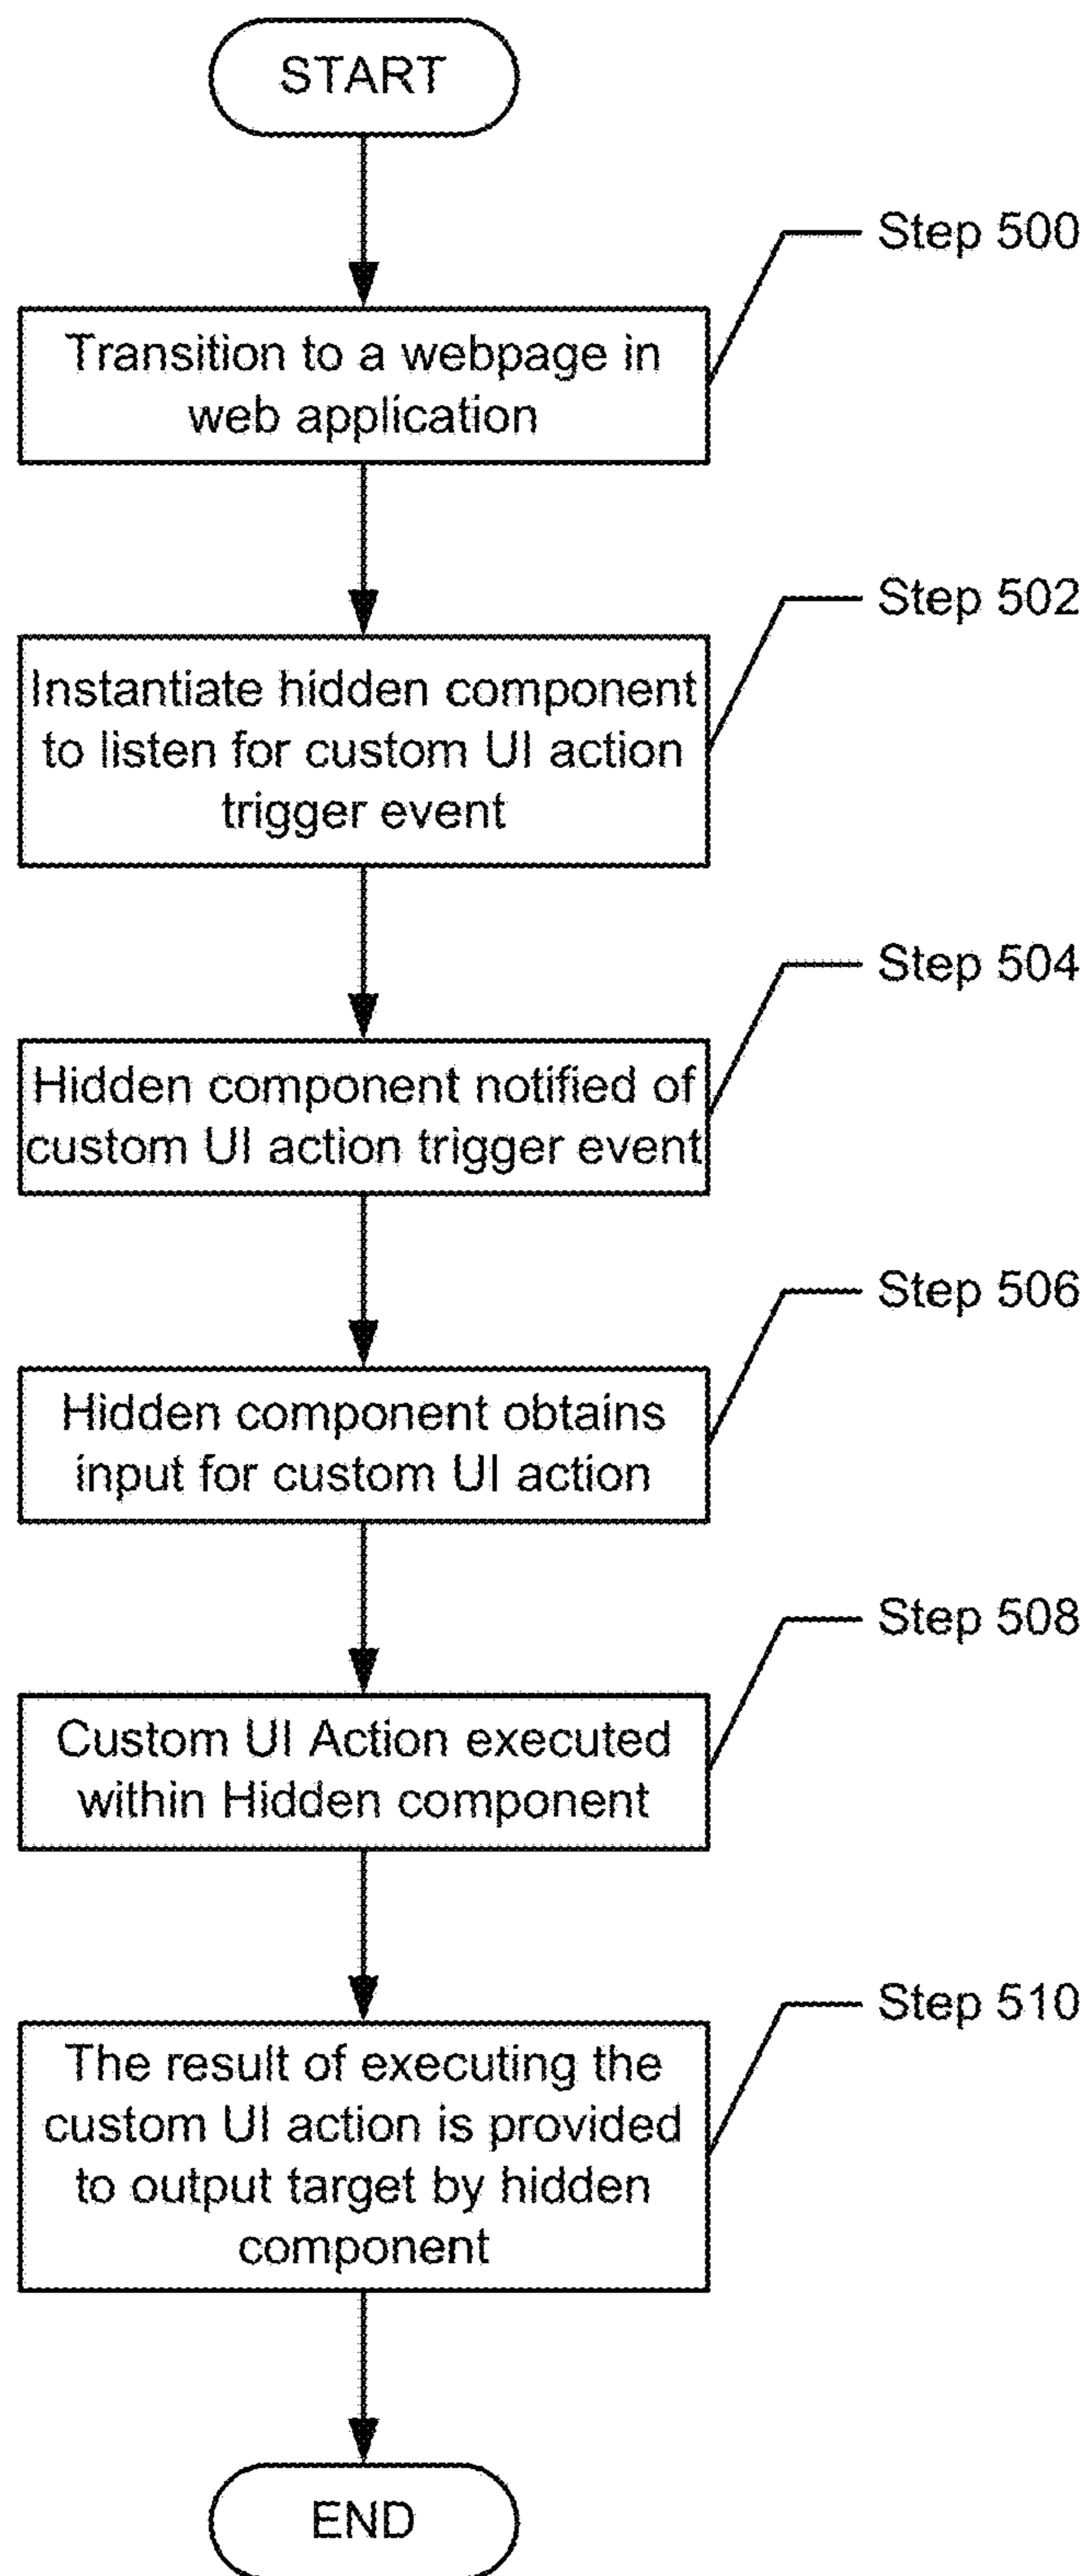 START
Step 500
Transition to a webpage in
web application
Step 502
Instantiate hidden component
to listen for custom UI action
trigger event
Step 504
Hidden component notified of
custom UI action trigger event
Step 506
Hidden component obtains
input for custom UI action
Step 508
Custom UI Action executed
within Hidden component
Step 510
The result of executing the
custom UI action is provided
to output target by hidden
component
END